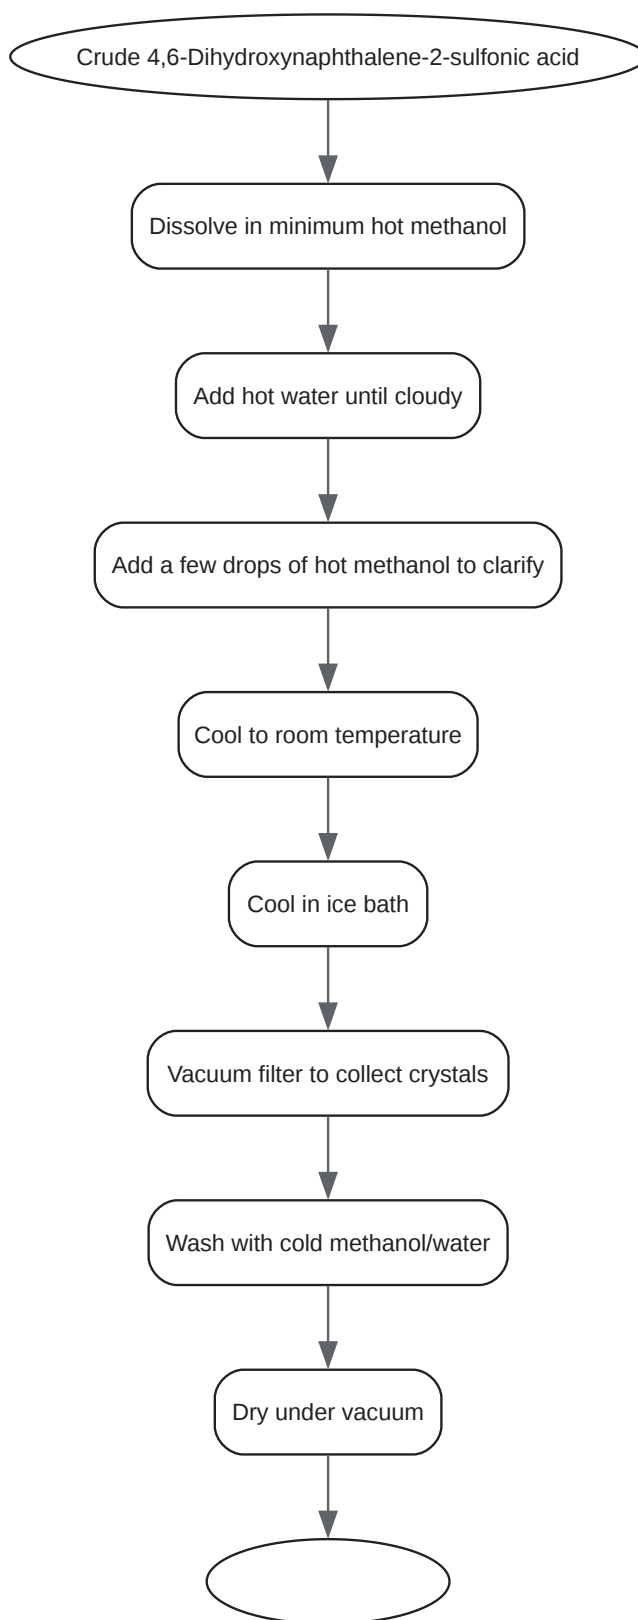 Crude 4,6-Dihydroxynaphthalene-2-sulfonic acid
Dissolve in minimum hot methanol
Add hot water until cloudy
Add a few drops of hot methanol to clarify
Cool to room temperature
Cool in ice bath
Vacuum filter to collect crystals
Wash with cold methanol/water
Dry under vacuum